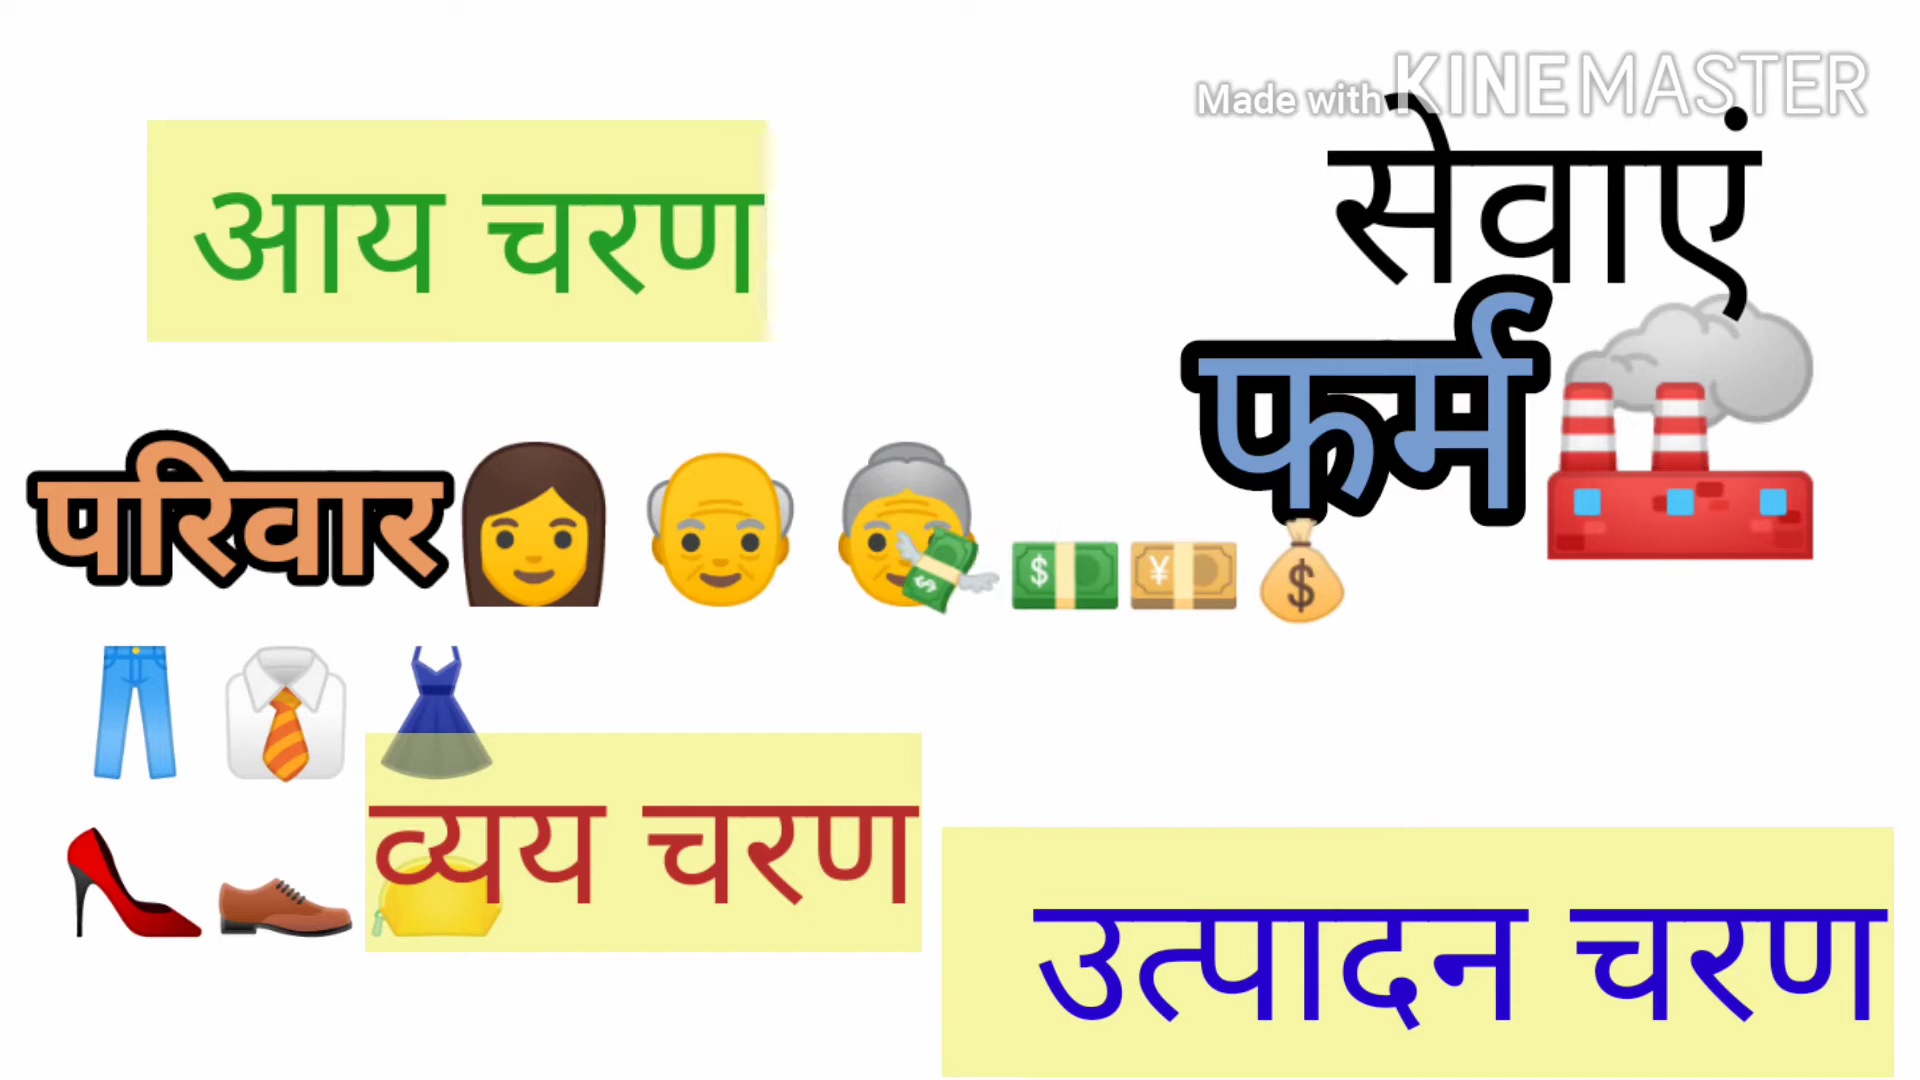 Made with KINEMASTER
आय चरण
सेवाएं
फर्म
परिवार
व्यय चरण
उत्पादन चरण